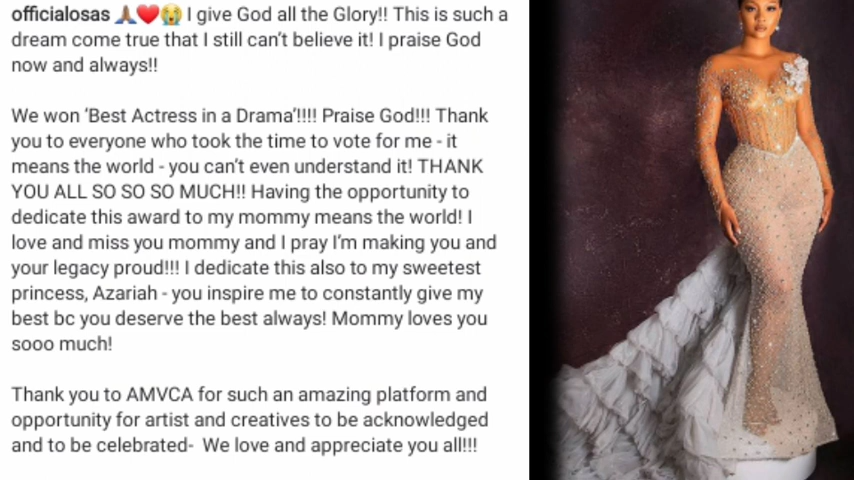 officialosas 🙏🏽❤️😭 I give God all the Glory!! This is such a
dream come true that I still can’t believe it! I praise God
now and always!!
We won ‘Best Actress in a Drama’!!!! Praise God!!! Thank
you to everyone who took the time to vote for me - it
means the world - you can’t even understand it! THANK
YOU ALL SO SO SO MUCH!! Having the opportunity to
dedicate this award to my mommy means the world! I
love and miss you mommy and I pray I’m making you and
your legacy proud!!! I dedicate this also to my sweetest
princess, Azariah - you inspire me to constantly give my
best bc you deserve the best always! Mommy loves you
sooo much!
Thank you to AMVCA for such an amazing platform and
opportunity for artist and creatives to be acknowledged
and to be celebrated-  We love and appreciate you all!!!